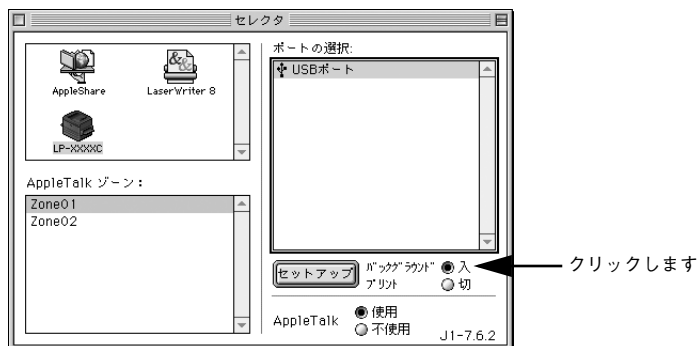 セレクタ
AppleShare
LaserWriter 8
LP-XXXXC
AppleTalk ゾーン：
Zone01
Zone02
ポートの選択:
USBポート
セットアップ
ﾊﾞｯｸｸﾞﾗｳﾝﾄﾞ
ﾌﾟﾘﾝﾄ
入
切
クリックします
AppleTalk
使用
不使用
J1-7.6.2